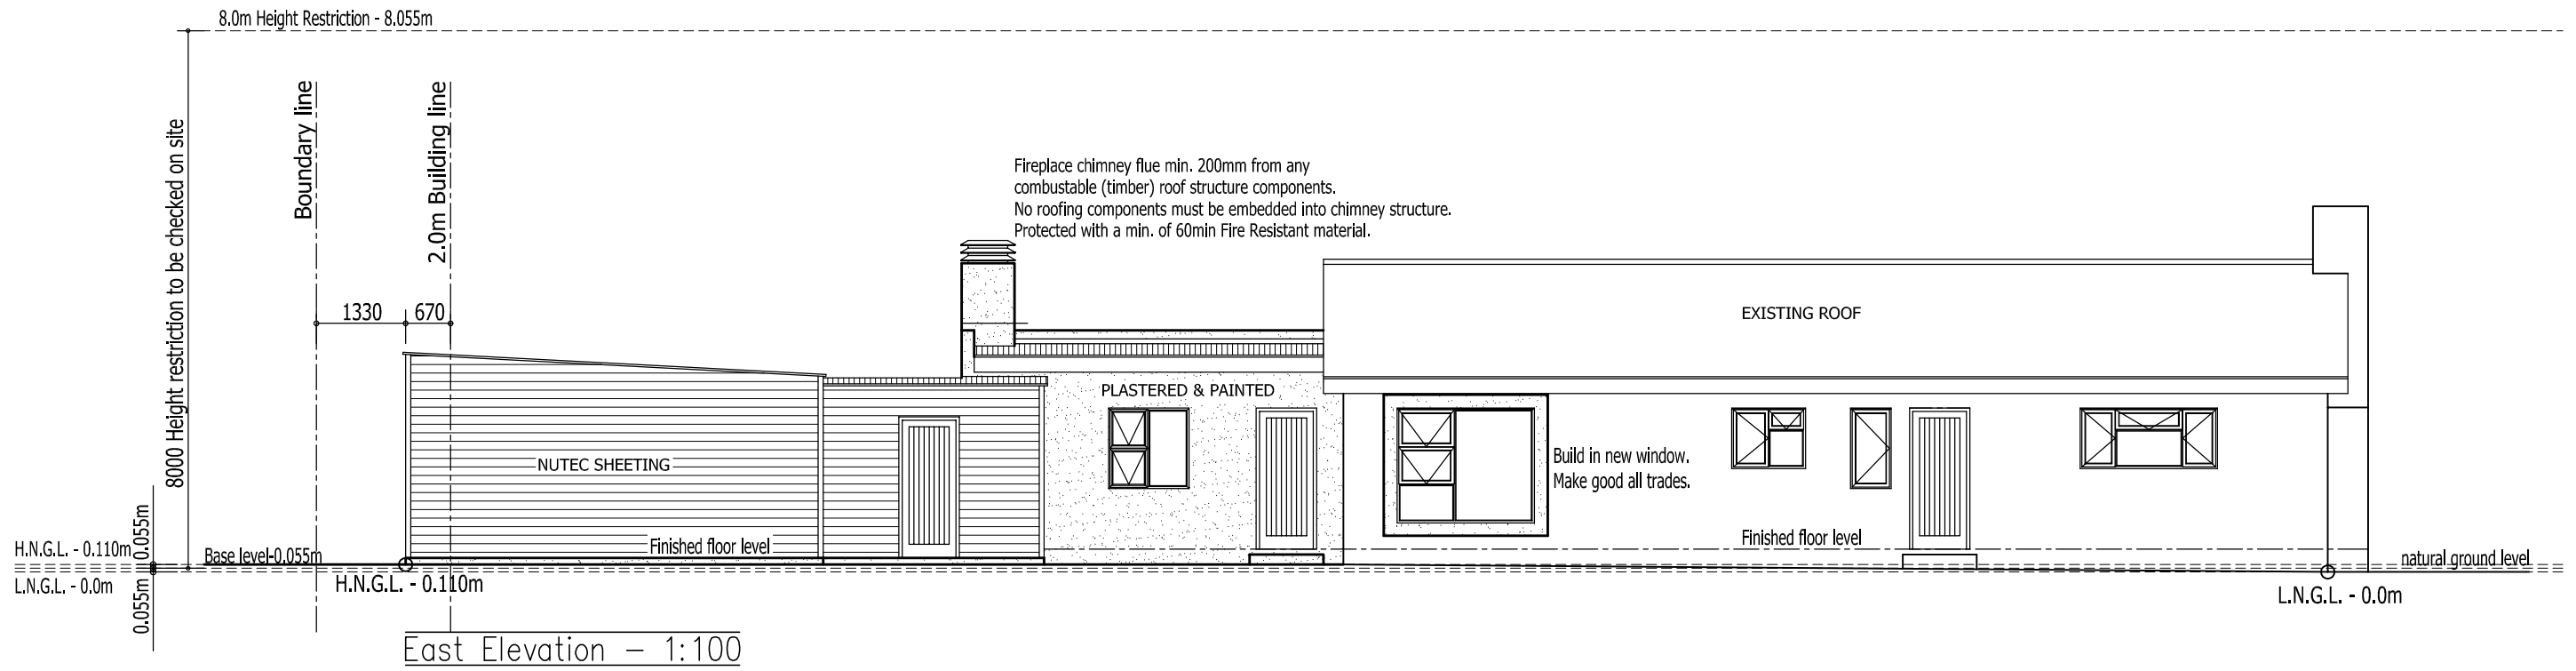 8.0m Height Restriction - 8.055m
8000 Height restriction to be checked on site
Boundary line
2.0m Building line
1330
670
Fireplace chimney flue min. 200mm from any
combustable (timber) roof structure components.
No roofing components must be embedded into chimney structure.
Protected with a min. of 60min Fire Resistant material.
EXISTING ROOF
PLASTERED & PAINTED
NUTEC SHEETING
Build in new window.
Make good all trades.
Finished floor level
Finished floor level
H.N.G.L. - 0.110m
0.055m
Base level-0.055m
L.N.G.L. - 0.0m
0.055m
H.N.G.L. - 0.110m
natural ground level
L.N.G.L. - 0.0m
East Elevation - 1:100